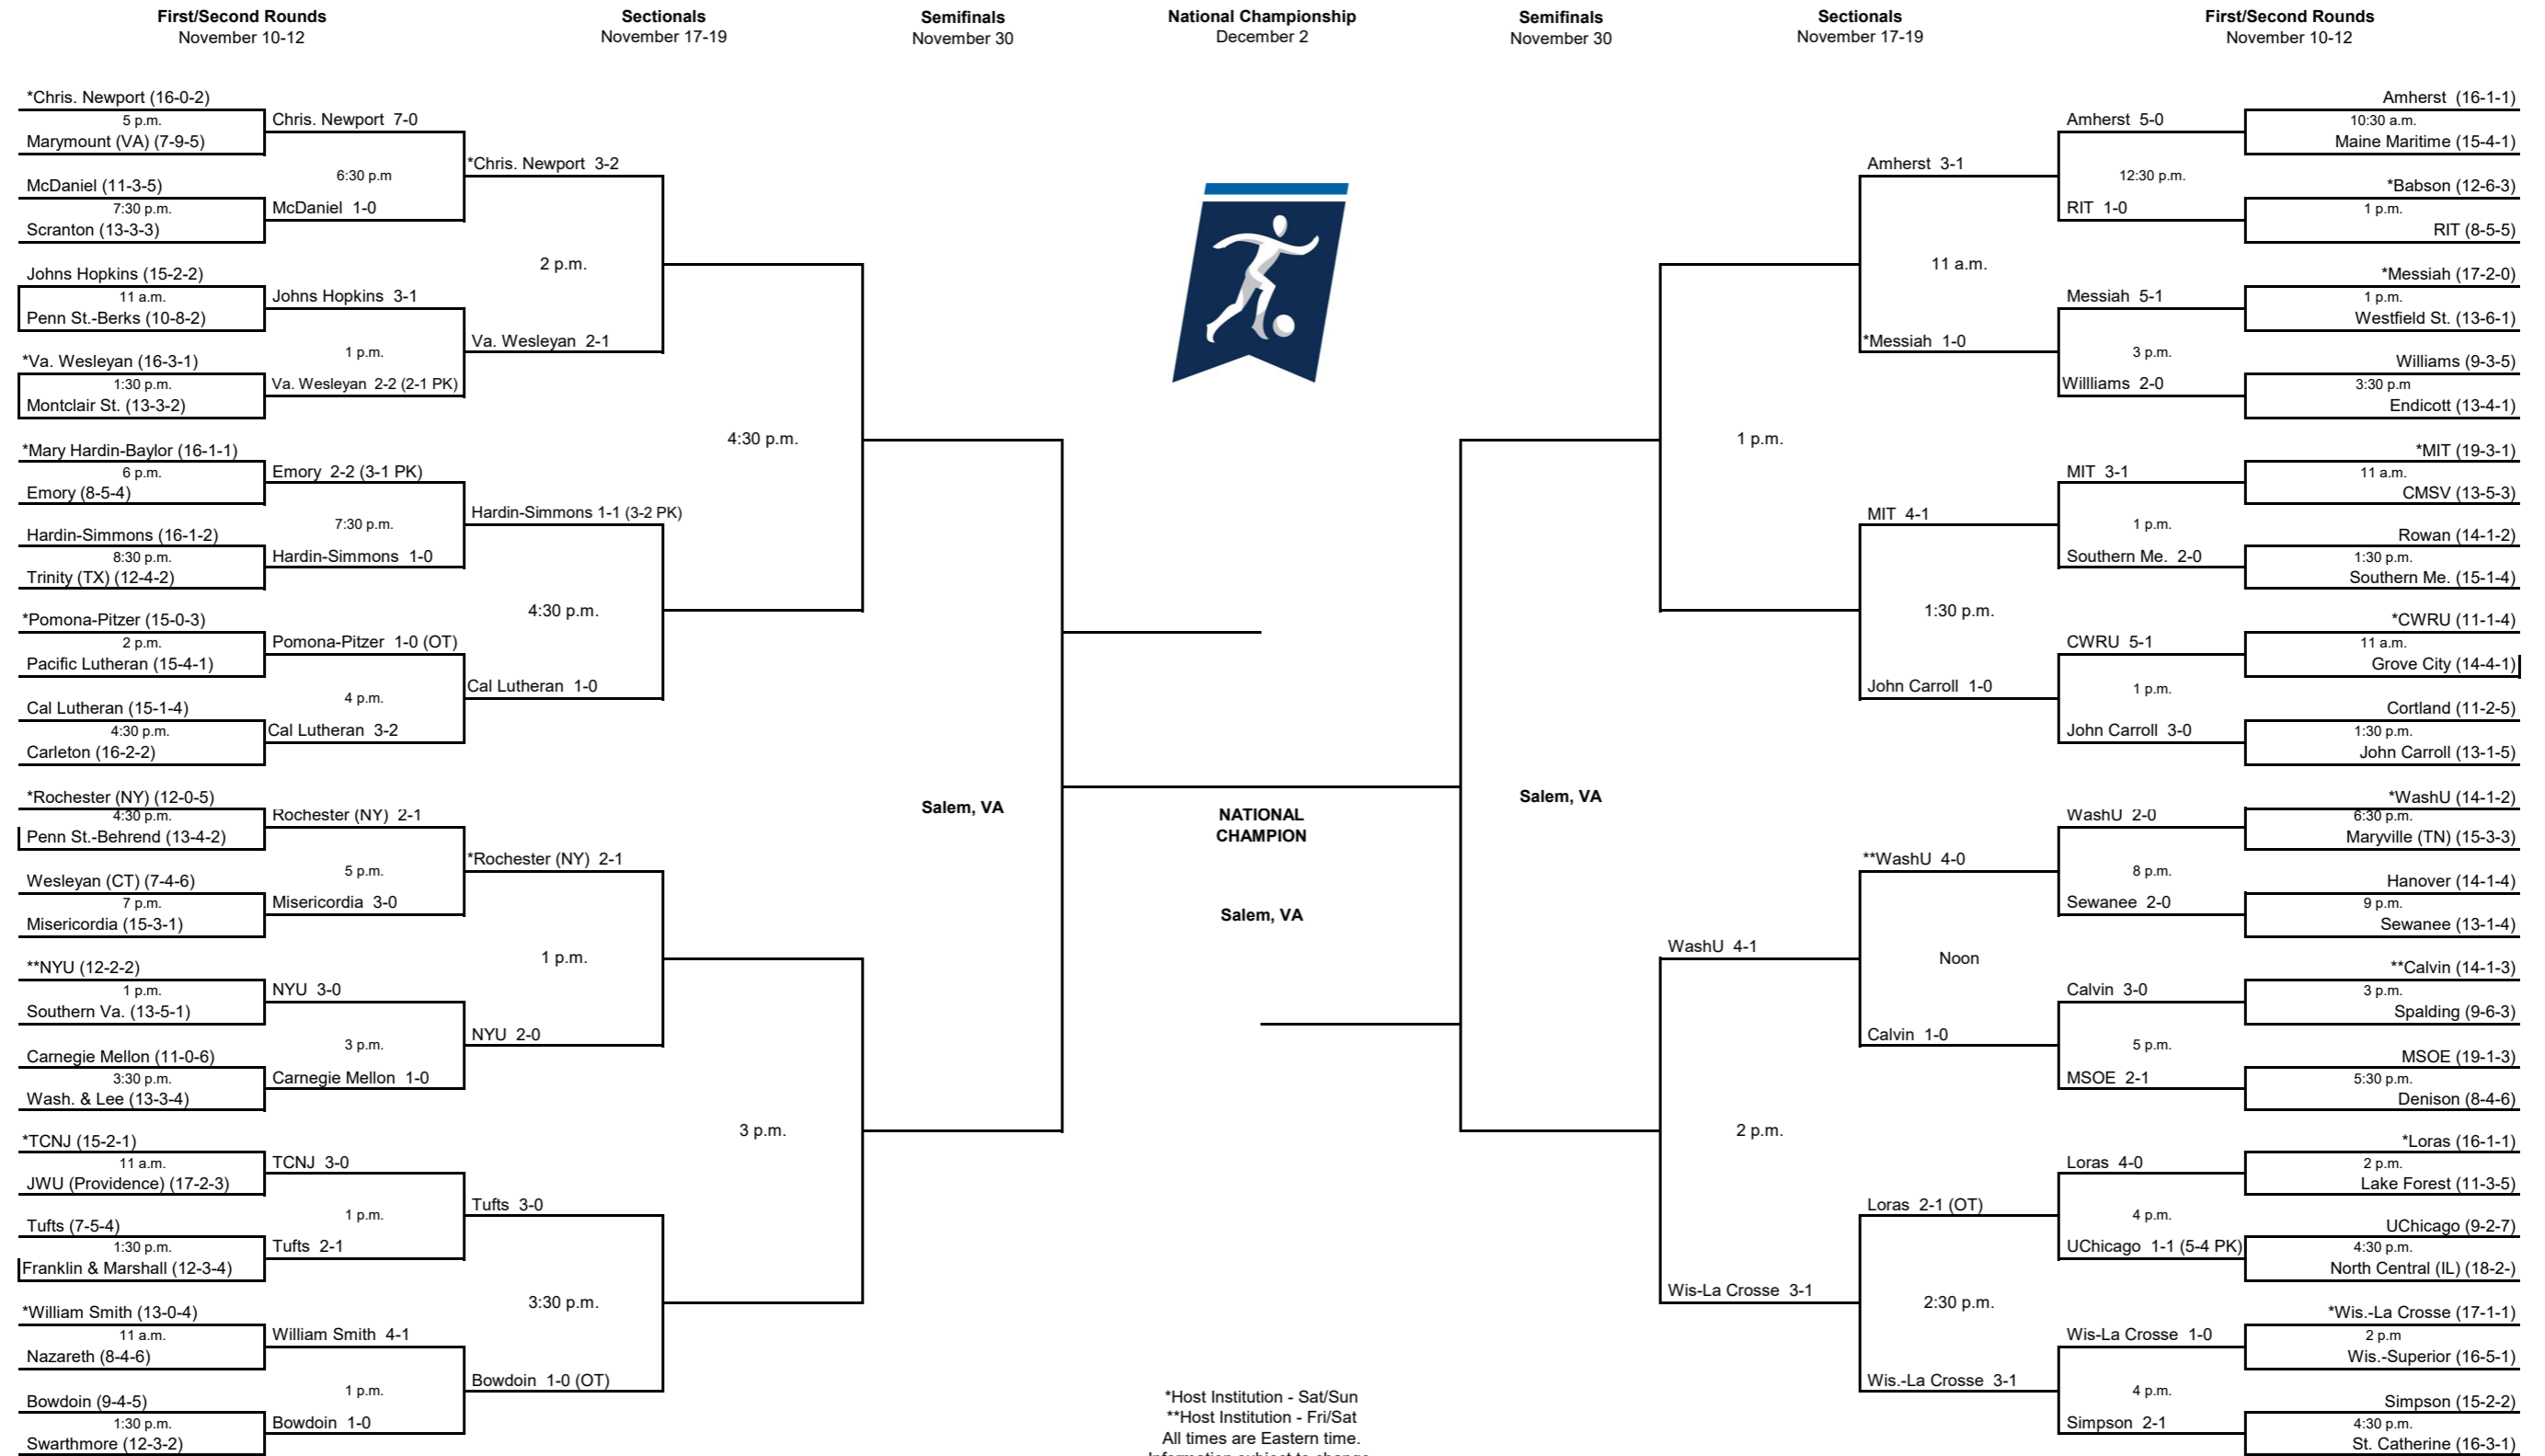 First/Second Rounds
November 10-12
Sectionals
November 17-19
Semifinals
November 30
National Championship
December 2
Semifinals
November 30
Sectionals
November 17-19
First/Second Rounds
November 10-12
*Chris. Newport (16-0-2)
5 p.m.
Marymount (VA) (7-9-5)
McDaniel (11-3-5)
7:30 p.m.
Scranton (13-3-3)
Johns Hopkins (15-2-2)
11 a.m.
Penn St.-Berks (10-8-2)
*Va. Wesleyan (16-3-1)
1:30 p.m.
Montclair St. (13-3-2)
*Mary Hardin-Baylor (16-1-1)
6 p.m.
Emory (8-5-4)
Hardin-Simmons (16-1-2)
8:30 p.m.
Trinity (TX) (12-4-2)
*Pomona-Pitzer (15-0-3)
2 p.m.
Pacific Lutheran (15-4-1)
Cal Lutheran (15-1-4)
4:30 p.m.
Carleton (16-2-2)
*Rochester (NY) (12-0-5)
4:30 p.m.
Penn St.-Behrend (13-4-2)
Wesleyan (CT) (7-4-6)
7 p.m.
Misericordia (15-3-1)
**NYU (12-2-2)
1 p.m.
Southern Va. (13-5-1)
Carnegie Mellon (11-0-6)
3:30 p.m.
Wash. & Lee (13-3-4)
*TCNJ (15-2-1)
11 a.m.
JWU (Providence) (17-2-3)
Tufts (7-5-4)
1:30 p.m.
Franklin & Marshall (12-3-4)
*William Smith (13-0-4)
11 a.m.
Nazareth (8-4-6)
Bowdoin (9-4-5)
1:30 p.m.
Swarthmore (12-3-2)
Chris. Newport 7-0
6:30 p.m
McDaniel 1-0
Johns Hopkins 3-1
1 p.m.
Va. Wesleyan 2-2 (2-1 PK)
Emory 2-2 (3-1 PK)
7:30 p.m.
Hardin-Simmons 1-0
Pomona-Pitzer 1-0 (OT)
4 p.m.
Cal Lutheran 3-2
Rochester (NY) 2-1
5 p.m.
Misericordia 3-0
NYU 3-0
3 p.m.
Carnegie Mellon 1-0
TCNJ 3-0
1 p.m.
Tufts 2-1
William Smith 4-1
1 p.m.
Bowdoin 1-0
*Chris. Newport 3-2
2 p.m.
Va. Wesleyan 2-1
Hardin-Simmons 1-1 (3-2 PK)
4:30 p.m.
Cal Lutheran 1-0
*Rochester (NY) 2-1
1 p.m.
NYU 2-0
Tufts 3-0
3:30 p.m.
Bowdoin 1-0 (OT)
4:30 p.m.
3 p.m.
Salem, VA
NATIONAL
CHAMPION
Salem, VA
*Host Institution - Sat/Sun
**Host Institution - Fri/Sat
All times are Eastern time.
Information subject to change
Salem, VA
1 p.m.
WashU 4-1
2 p.m.
Wis-La Crosse 3-1
Amherst 3-1
11 a.m.
*Messiah 1-0
MIT 4-1
1:30 p.m.
John Carroll 1-0
**WashU 4-0
Noon
Calvin 1-0
Loras 2-1 (OT)
2:30 p.m.
Wis.-La Crosse 3-1
Amherst 5-0
12:30 p.m.
RIT 1-0
Messiah 5-1
3 p.m.
Willliams 2-0
MIT 3-1
1 p.m.
Southern Me. 2-0
CWRU 5-1
1 p.m.
John Carroll 3-0
WashU 2-0
8 p.m.
Sewanee 2-0
Calvin 3-0
5 p.m.
MSOE 2-1
Loras 4-0
4 p.m.
UChicago 1-1 (5-4 PK)
Wis-La Crosse 1-0
4 p.m.
Simpson 2-1
Amherst (16-1-1)
10:30 a.m.
Maine Maritime (15-4-1)
*Babson (12-6-3)
1 p.m.
RIT (8-5-5)
*Messiah (17-2-0)
1 p.m.
Westfield St. (13-6-1)
Williams (9-3-5)
3:30 p.m
Endicott (13-4-1)
*MIT (19-3-1)
11 a.m.
CMSV (13-5-3)
Rowan (14-1-2)
1:30 p.m.
Southern Me. (15-1-4)
*CWRU (11-1-4)
11 a.m.
Grove City (14-4-1)
Cortland (11-2-5)
1:30 p.m.
John Carroll (13-1-5)
*WashU (14-1-2)
6:30 p.m.
Maryville (TN) (15-3-3)
Hanover (14-1-4)
9 p.m.
Sewanee (13-1-4)
**Calvin (14-1-3)
3 p.m.
Spalding (9-6-3)
MSOE (19-1-3)
5:30 p.m.
Denison (8-4-6)
*Loras (16-1-1)
2 p.m.
Lake Forest (11-3-5)
UChicago (9-2-7)
4:30 p.m.
North Central (IL) (18-2-)
*Wis.-La Crosse (17-1-1)
2 p.m
Wis.-Superior (16-5-1)
Simpson (15-2-2)
4:30 p.m.
St. Catherine (16-3-1)